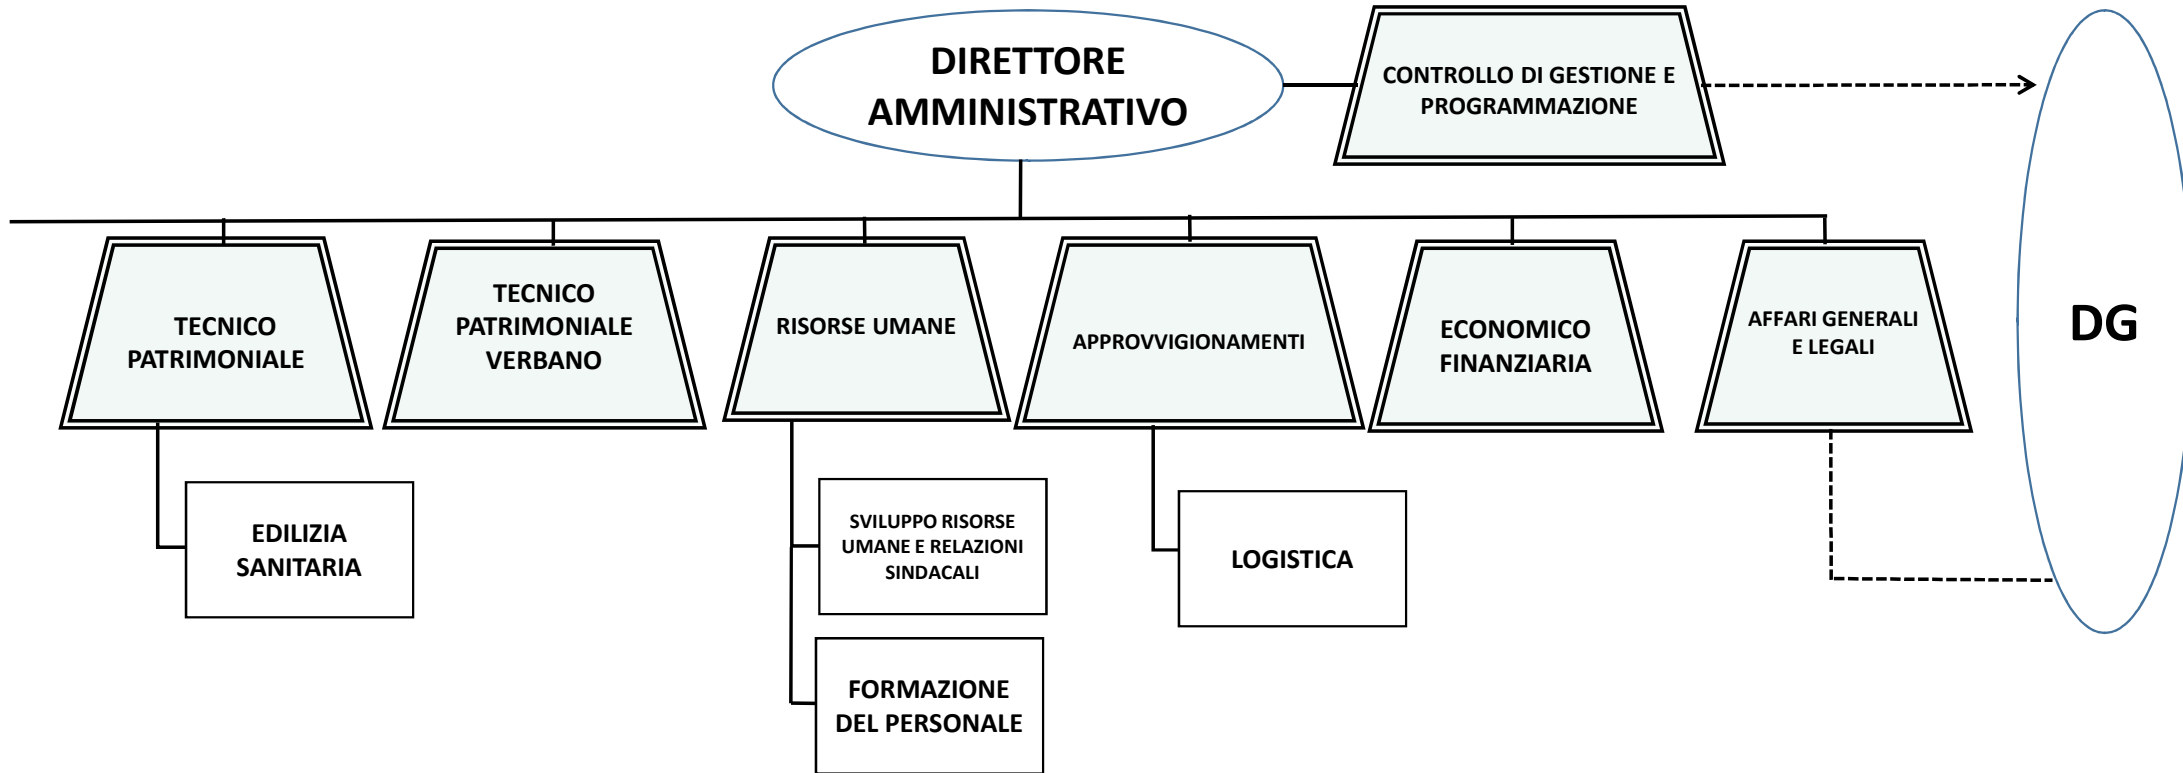 DIRETTORE
AMMINISTRATIVO
CONTROLLO DI GESTIONE E
PROGRAMMAZIONE
DG
TECNICO
PATRIMONIALE
TECNICO
PATRIMONIALE
VERBANO
RISORSE UMANE
APPROVVIGIONAMENTI
ECONOMICO
FINANZIARIA
AFFARI GENERALI
E LEGALI
EDILIZIA
SANITARIA
SVILUPPO RISORSE
UMANE E RELAZIONI
SINDACALI
LOGISTICA
FORMAZIONE
DEL PERSONALE